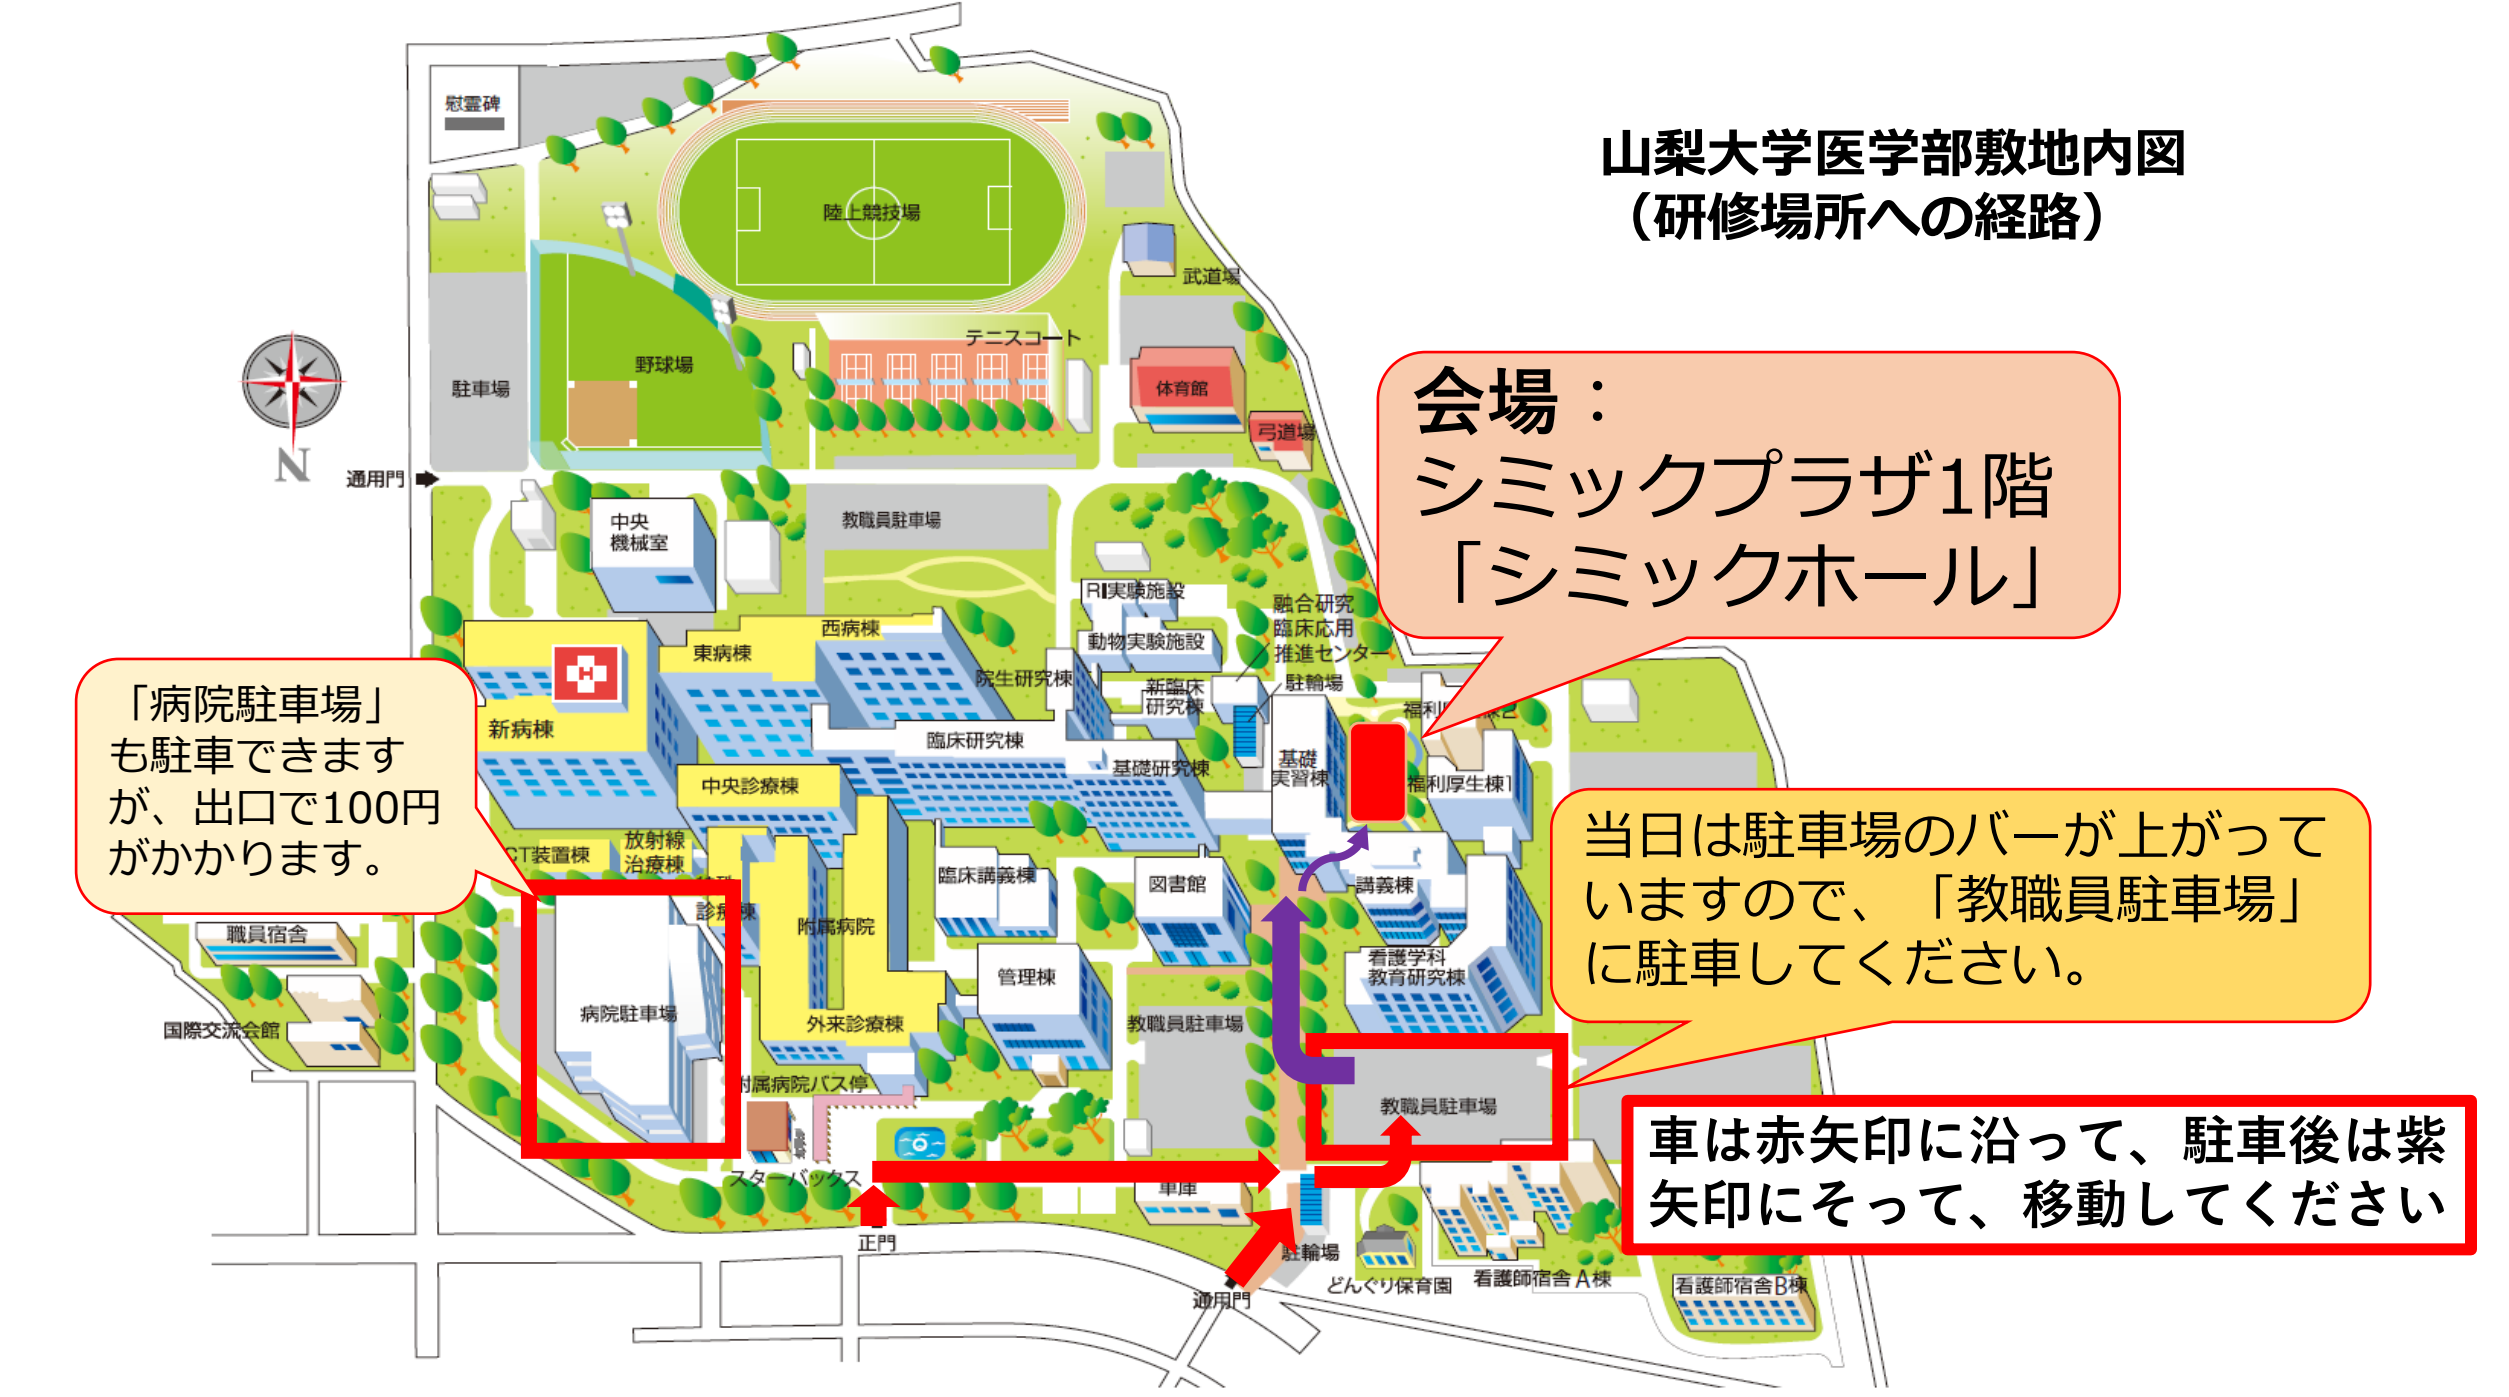 山梨大学医学部敷地内図
（研修場所への経路）
慰霊碑
陸上競技場
武道場
テニスコート
野球場
駐車場
体育館
弓道場
N
通用門
会場：
シミックプラザ1階
「シミックホール」
中央
機械室
教職員駐車場
RI実験施設
動物実験施設
融合研究
臨床応用
推進センター
駐輪場
西病棟
東病棟
院生研究棟
新臨床
研究棟
「病院駐車場」
も駐車できます
が、出口で100円
がかかります。
H
新病棟
臨床研究棟
基礎研究棟
基礎
実習棟
福利厚生棟1
中央診療棟
放射線
治療棟
CT装置棟
診療棟
附属病院
臨床講義棟
図書館
講義棟
当日は駐車場のバーが上がって
いますので、「教職員駐車場」
に駐車してください。
職員宿舎
国際交流会館
病院駐車場
外来診療棟
管理棟
教職員駐車場
看護学科
教育研究棟
附属病院バス停
教職員駐車場
スターバックス
車庫
車は赤矢印に沿って、駐車後は紫
矢印にそって、移動してください
正門
駐輪場
通用門
どんぐり保育園
看護師宿舎A棟
看護師宿舎B棟